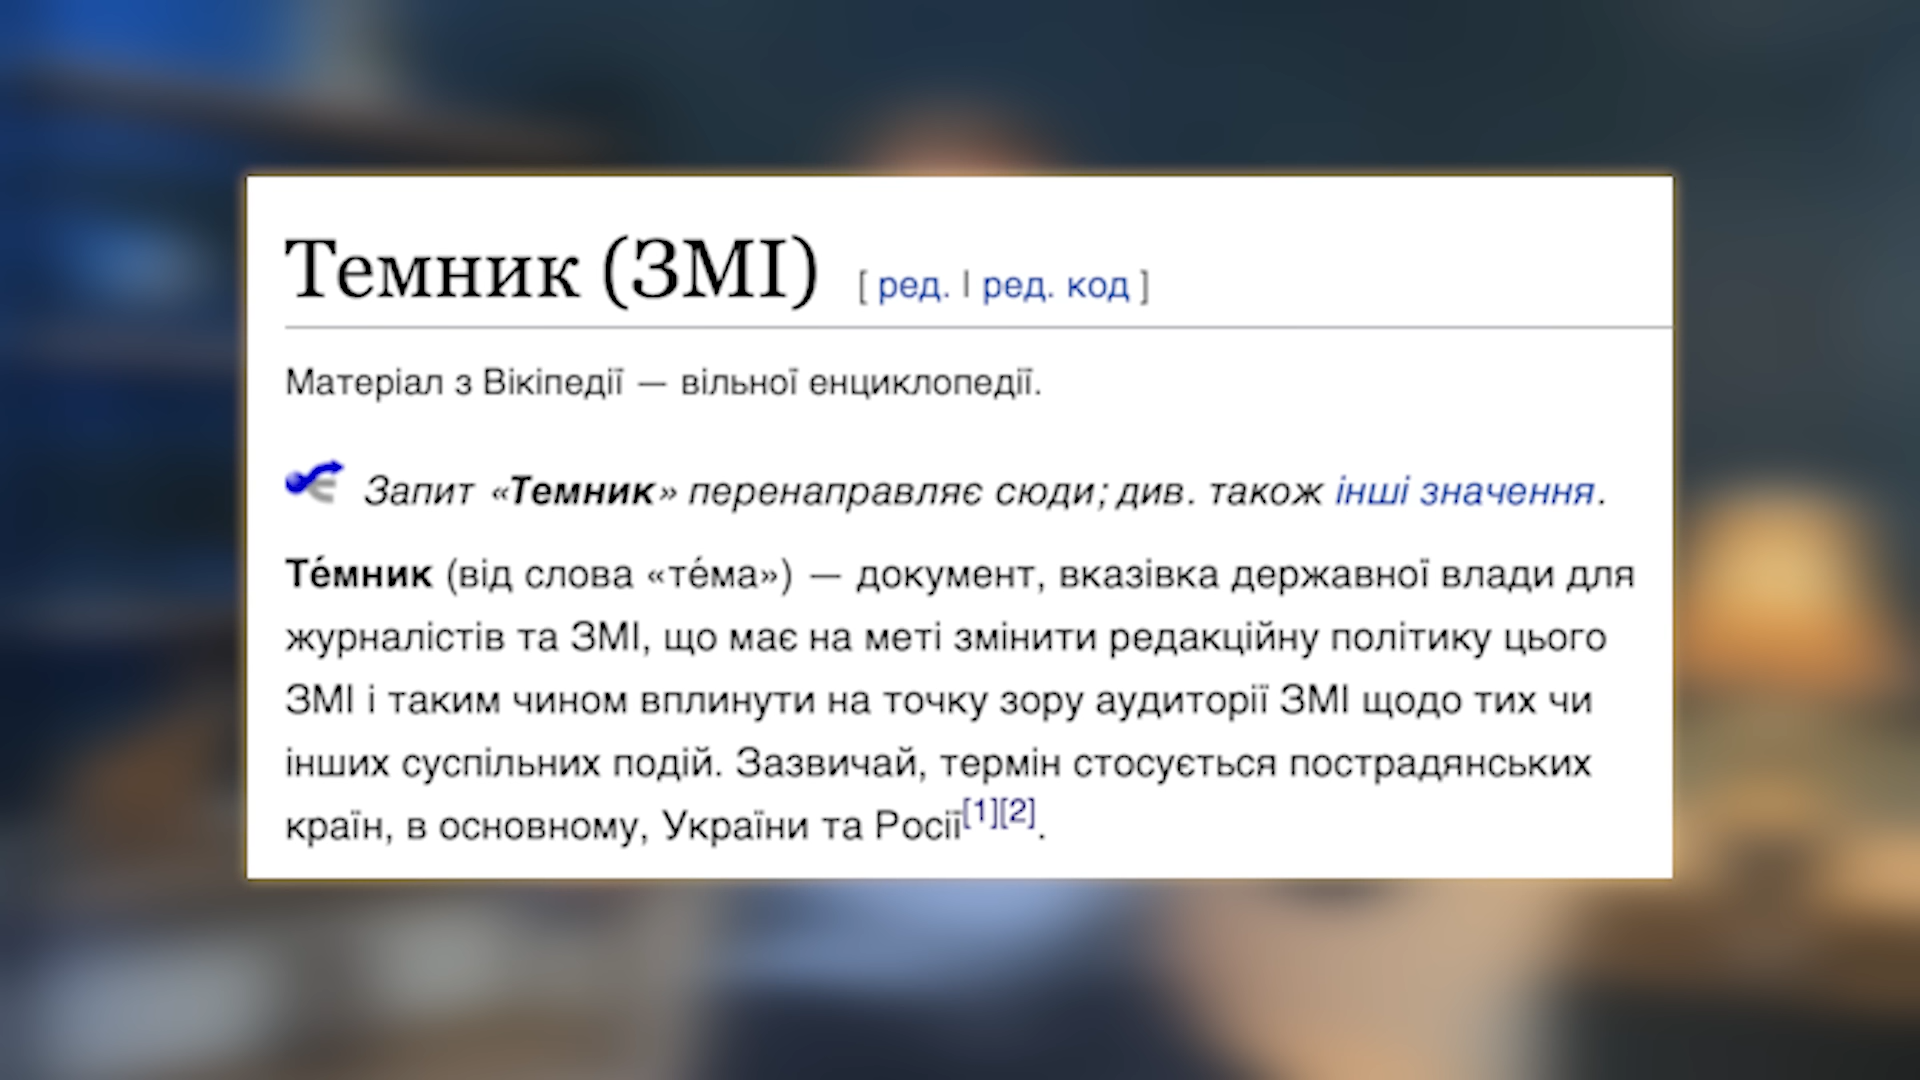 Темник (ЗМІ) [ ред. | ред. код ]
Матеріал з Вікіпедії — вільної енциклопедії.
Запит «Темник» перенаправляє сюди; див. також інші значення.
Те́мник (від слова «те́ма») — документ, вказівка державної влади для
журналістів та ЗМІ, що має на меті змінити редакційну політику цього
ЗМІ і таким чином вплинути на точку зору аудиторії ЗМІ щодо тих чи
інших суспільних подій. Зазвичай, термін стосується пострадянських
країн, в основному, України та Росії[1][2].